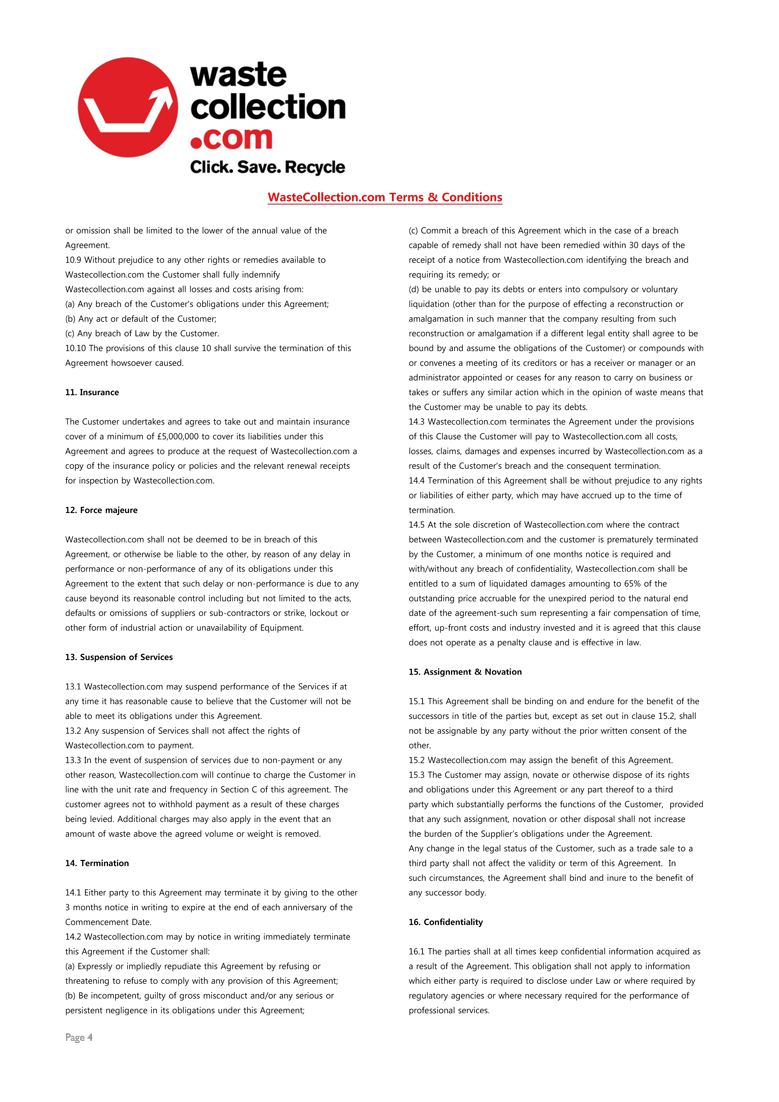 waste
collection
.com
Click. Save. Recycle
WasteCollection.com Terms & Conditions
or omission shall be limited to the lower of the annual value of the
Agreement.
10.9 Without prejudice to any other rights or remedies available to
Wastecollection.com the Customer shall fully indemnify
Wastecollection.com against all losses and costs arising from:
(a) Any breach of the Customer's obligations under this Agreement;
(b) Any act or default of the Customer;
(c) Any breach of Law by the Customer.
10.10 The provisions of this clause 10 shall survive the termination of this
Agreement howsoever caused.
11. Insurance
The Customer undertakes and agrees to take out and maintain insurance
cover of a minimum of £5,000,000 to cover its liabilities under this
Agreement and agrees to produce at the request of Wastecollection.com a
copy of the insurance policy or policies and the relevant renewal receipts
for inspection by Wastecollection.com.
12. Force majeure
Wastecollection.com shall not be deemed to be in breach of this
Agreement, or otherwise be liable to the other, by reason of any delay in
performance or non-performance of any of its obligations under this
Agreement to the extent that such delay or non-performance is due to any
cause beyond its reasonable control including but not limited to the acts,
defaults or omissions of suppliers or sub-contractors or strike, lockout or
other form of industrial action or unavailability of Equipment.
13. Suspension of Services
13.1 Wastecollection.com may suspend performance of the Services if at
any time it has reasonable cause to believe that the Customer will not be
able to meet its obligations under this Agreement.
13.2 Any suspension of Services shall not affect the rights of
Wastecollection.com to payment.
13.3 In the event of suspension of services due to non-payment or any
other reason, Wastecollection.com will continue to charge the Customer in
line with the unit rate and frequency in Section C of this agreement. The
customer agrees not to withhold payment as a result of these charges
being levied. Additional charges may also apply in the event that an
amount of waste above the agreed volume or weight is removed.
14. Termination
14.1 Either party to this Agreement may terminate it by giving to the other
3 months notice in writing to expire at the end of each anniversary of the
Commencement Date.
14.2 Wastecollection.com may by notice in writing immediately terminate
this Agreement if the Customer shall:
(a) Expressly or impliedly repudiate this Agreement by refusing or
threatening to refuse to comply with any provision of this Agreement;
(b) Be incompetent, guilty of gross misconduct and/or any serious or
persistent negligence in its obligations under this Agreement;
(c) Commit a breach of this Agreement which in the case of a breach
capable of remedy shall not have been remedied within 30 days of the
receipt of a notice from Wastecollection.com identifying the breach and
requiring its remedy; or
(d) be unable to pay its debts or enters into compulsory or voluntary
liquidation (other than for the purpose of effecting a reconstruction or
amalgamation in such manner that the company resulting from such
reconstruction or amalgamation if a different legal entity shall agree to be
bound by and assume the obligations of the Customer) or compounds with
or convenes a meeting of its creditors or has a receiver or manager or an
administrator appointed or ceases for any reason to carry on business or
takes or suffers any similar action which in the opinion of waste means that
the Customer may be unable to pay its debts.
14.3 Wastecollection.com terminates the Agreement under the provisions
of this Clause the Customer will pay to Wastecollection.com all costs,
losses, claims, damages and expenses incurred by Wastecollection.com as a
result of the Customer's breach and the consequent termination.
14.4 Termination of this Agreement shall be without prejudice to any rights
or liabilities of either party, which may have accrued up to the time of
termination.
14.5 At the sole discretion of Wastecollection.com where the contract
between Wastecollection.com and the customer is prematurely terminated
by the Customer, a minimum of one months notice is required and
with/without any breach of confidentiality, Wastecollection.com shall be
entitled to a sum of liquidated damages amounting to 65% of the
outstanding price accruable for the unexpired period to the natural end
date of the agreement-such sum representing a fair compensation of time,
effort, up-front costs and industry invested and it is agreed that this clause
does not operate as a penalty clause and is effective in law.
15. Assignment & Novation
15.1 This Agreement shall be binding on and endure for the benefit of the
successors in title of the parties but, except as set out in clause 15.2, shall
not be assignable by any party without the prior written consent of the
other.
15.2 Wastecollection.com may assign the benefit of this Agreement.
15.3 The Customer may assign, novate or otherwise dispose of its rights
and obligations under this Agreement or any part thereof to a third
party which substantially performs the functions of the Customer, provided
that any such assignment, novation or other disposal shall not increase
the burden of the Supplier's obligations under the Agreement.
Any change in the legal status of the Customer, such as a trade sale to a
third party shall not affect the validity or term of this Agreement. In
such circumstances, the Agreement shall bind and inure to the benefit of
any successor body.
16. Confidentiality
16.1 The parties shall at all times keep confidential information acquired as
a result of the Agreement. This obligation shall not apply to information
which either party is required to disclose under Law or where required by
regulatory agencies or where necessary required for the performance of
professional services.
Page 4